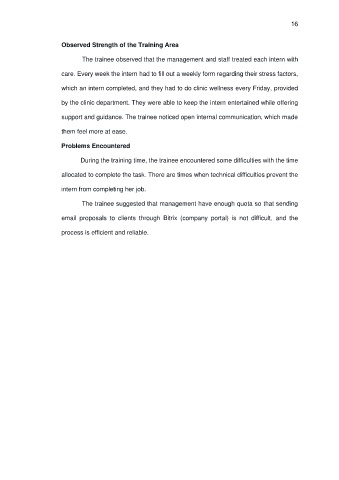 16
Observed Strength of the Training Area
The trainee observed that the management and staff treated each intern with
care. Every week the intern had to fill out a weekly form regarding their stress factors,
which an intern completed, and they had to do clinic wellness every Friday, provided
by the clinic department. They were able to keep the intern entertained while offering
support and guidance. The trainee noticed open internal communication, which made
them feel more at ease.
Problems Encountered
During the training time, the trainee encountered some difficulties with the time
allocated to complete the task. There are times when technical difficulties prevent the
intern from completing her job.
The trainee suggested that management have enough quota so that sending
email proposals to clients through Bitrix (company portal) is not difficult, and the
process is efficient and reliable.